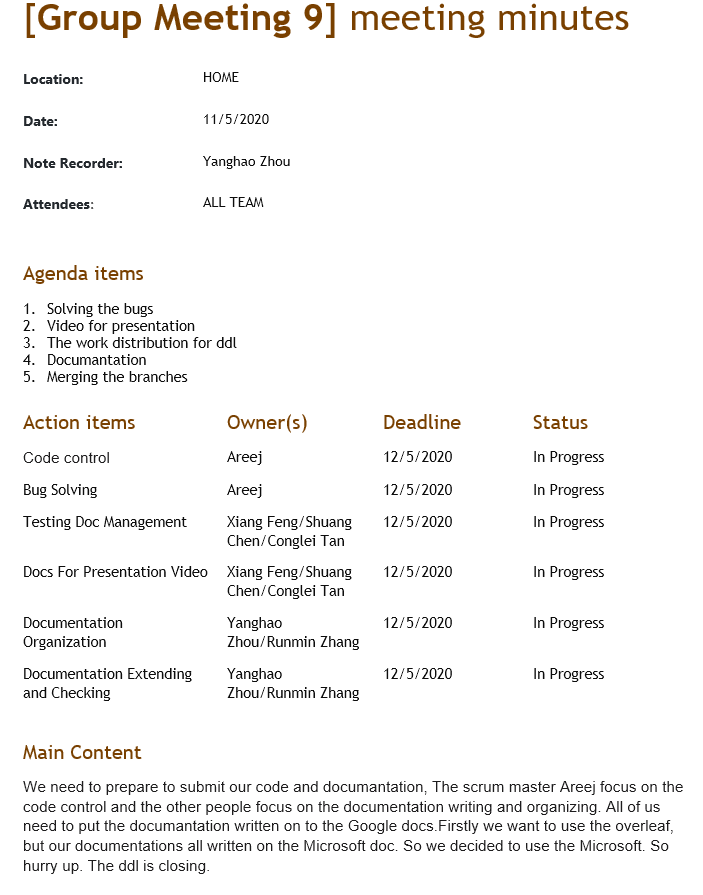 [Group Meeting 9] meeting minutes
Location: HOME
Date: 11/5/2020
Note Recorder: Yanghao Zhou
Attendees: ALL TEAM
Agenda items
1. Solving the bugs
2. Video for presentation
3. The work distribution for ddl
4. Documantation
5. Merging the branches
Action items Owner(s) Deadline Status
Code control Areej 12/5/2020 In Progress
Bug Solving Areej 12/5/2020 In Progress
Testing Doc Management Xiang Feng/Shuang 12/5/2020 In Progress
Chen/Conglei Tan
Docs For Presentation Video Xiang Feng/Shuang 12/5/2020 In Progress
Chen/Conglei Tan
Documentation Yanghao 12/5/2020 In Progress
Organization Zhou/Runmin Zhang
Documentation Extending Yanghao 12/5/2020 In Progress
and Checking Zhou/Runmin Zhang
Main Content
We need to prepare to submit our code and documantation, The scrum master Areej focus on the
code control and the other people focus on the documentation writing and organizing. All of us
need to put the documantation written on to the Google docs.Firstly we want to use the overleaf,
but our documentations all written on the Microsoft doc. So we decided to use the Microsoft. So
hurry up. The ddl is closing.